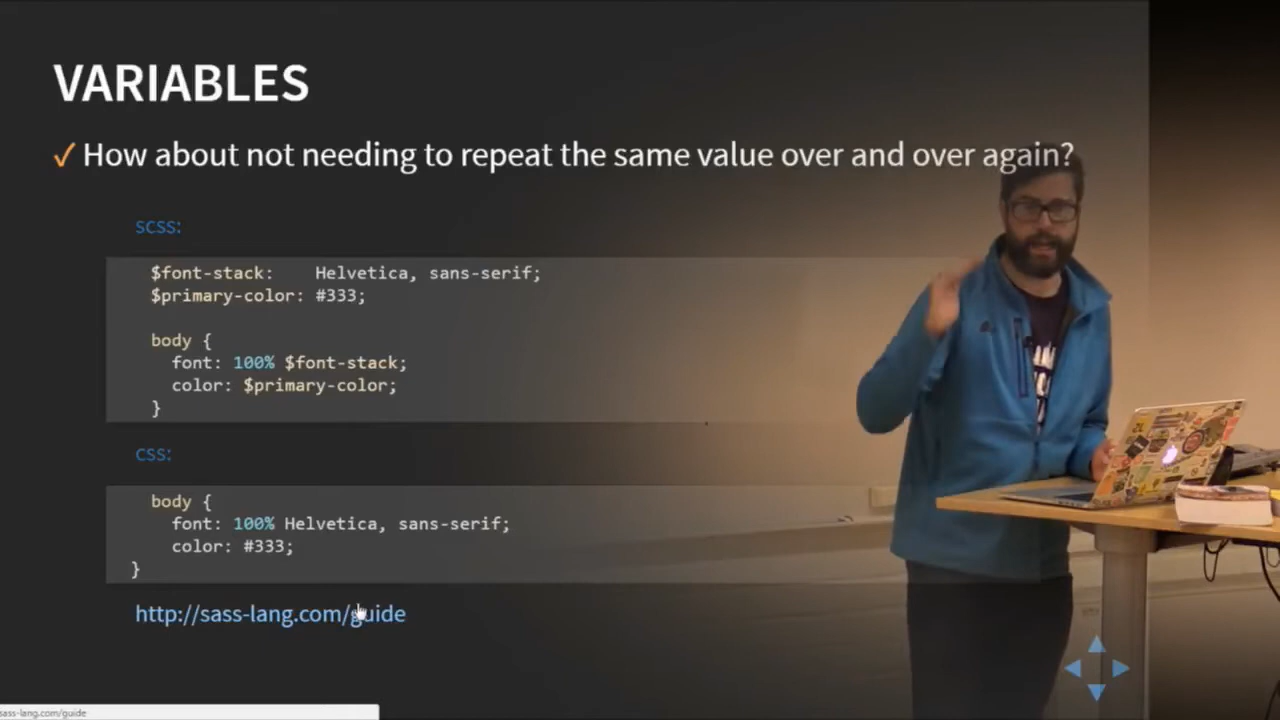 VARIABLES
✓ How about not needing to repeat the same value over and over again?
scss:
$font-stack:    Helvetica, sans-serif;
$primary-color: #333;
body {
  font: 100% $font-stack;
  color: $primary-color;
}
css:
body {
  font: 100% Helvetica, sans-serif;
  color: #333;
}
http://sass-lang.com/guide
sass-lang.com/guide